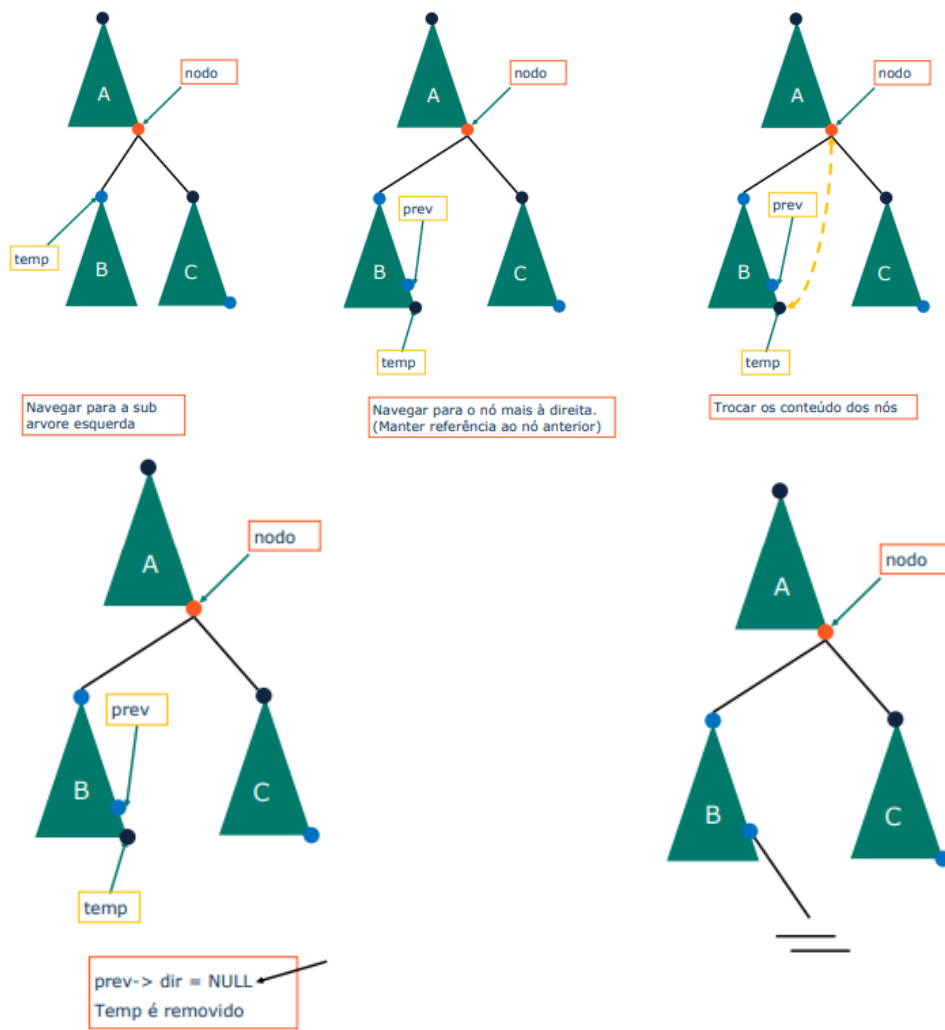 A
nodo
temp
B
C
Navegar para a sub
arvore esquerda
A
nodo
prev
B
C
temp
Navegar para o nó mais à direita.
(Manter referência ao nó anterior)
A
nodo
prev
B
C
temp
Trocar os conteúdo dos nós
A
nodo
prev
B
C
temp
prev-> dir = NULL
Temp é removido
A
nodo
B
C